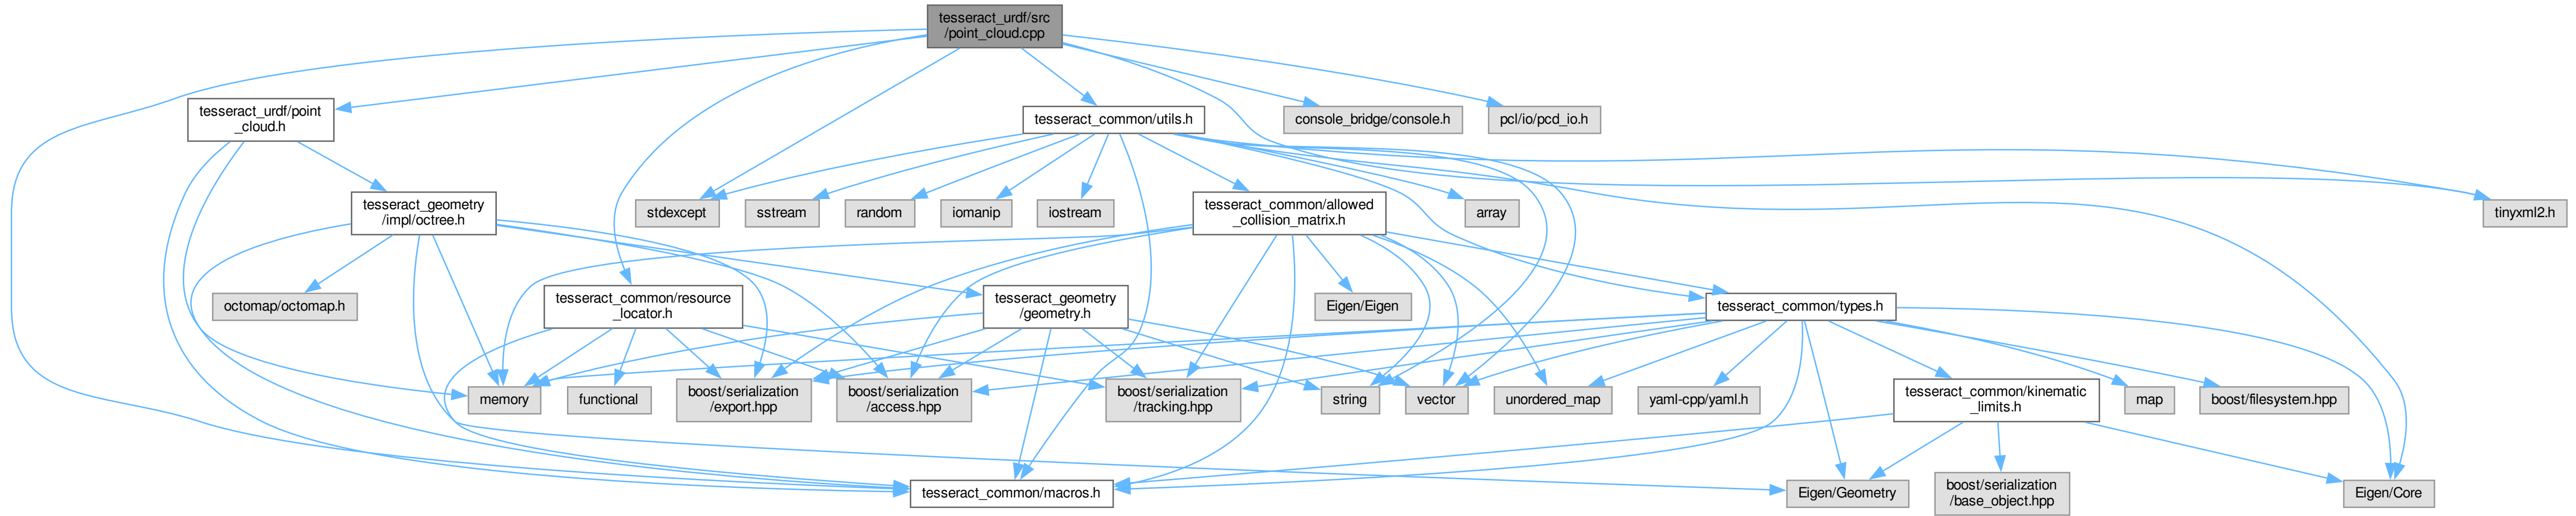 tesseract_urdf/src
/point_cloud.cpp
tesseract_urdf/point
_cloud.h
tesseract_common/utils.h
console_bridge/console.h
pcl/io/pcd_io.h
tesseract_geometry
/impl/octree.h
stdexcept
sstream
random
iomanip
iostream
tesseract_common/allowed
_collision_matrix.h
array
tinyxml2.h
octomap/octomap.h
tesseract_common/resource
_locator.h
tesseract_geometry
/geometry.h
Eigen/Eigen
tesseract_common/types.h
memory
functional
boost/serialization
/export.hpp
boost/serialization
/access.hpp
boost/serialization
/tracking.hpp
string
vector
unordered_map
yaml-cpp/yaml.h
tesseract_common/kinematic
_limits.h
map
boost/filesystem.hpp
tesseract_common/macros.h
Eigen/Geometry
boost/serialization
/base_object.hpp
Eigen/Core